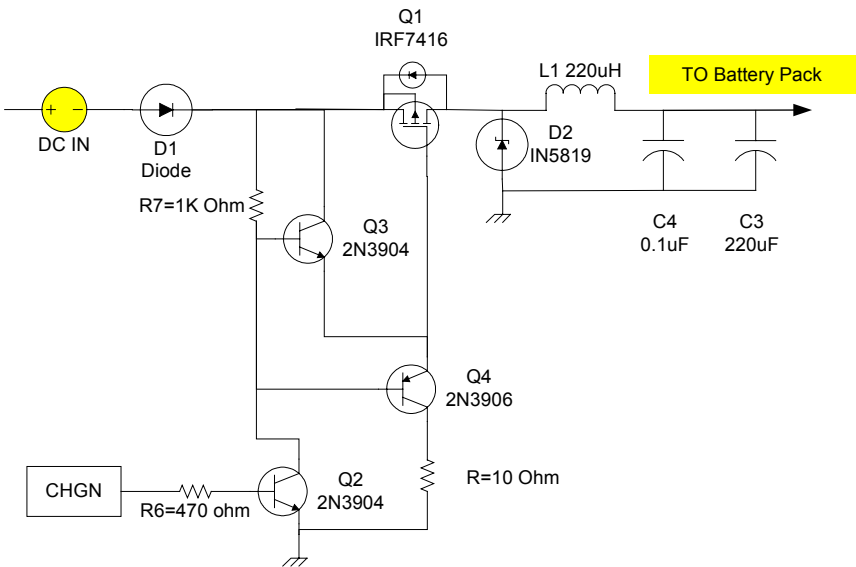 Q1
IRF7416
L1 220uH
TO Battery Pack
+ -
DC IN
D1
Diode
D2
IN5819
R7=1K Ohm
Q3
2N3904
C4
0.1uF
C3
220uF
Q4
2N3906
CHGN
R6=470 ohm
Q2
2N3904
R=10 Ohm